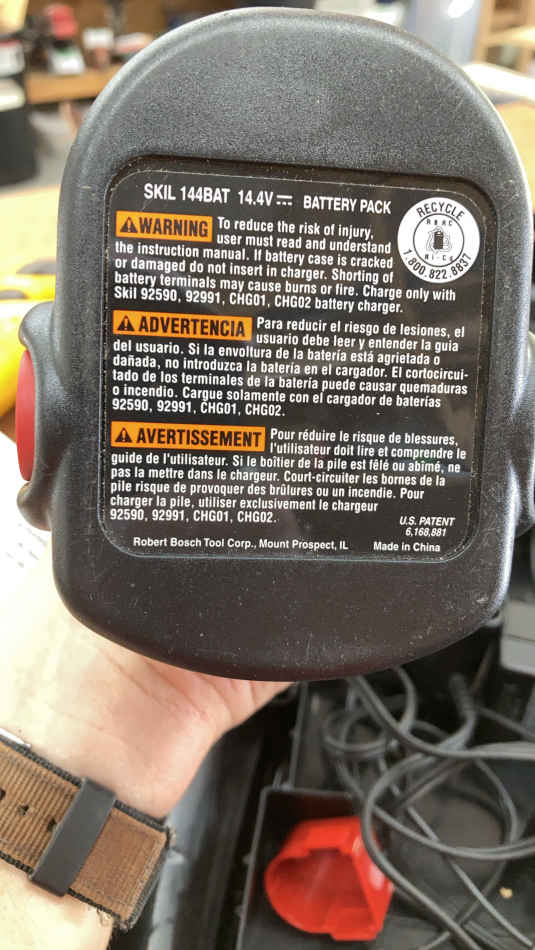 SKIL 144BAT 14.4V BATTERY PACK
RECYCLE
RBRC
Ni-Cd
1.800.822.8837
WARNING To reduce the risk of injury,
user must read and understand
the instruction manual. If battery case is cracked
or damaged do not insert in charger. Shorting of
battery terminals may cause burns or fire. Charge only with
Skil 92590, 92991, CHG01, CHG02 battery charger.
ADVERTENCIA Para reducir el riesgo de lesiones, el
usuario debe leer y entender la guia
del usuario. Si la envoltura de la batería está agrietada o
dañada, no introduzca la batería en el cargador. El cortocircui-
tado de los terminales de la batería puede causar quemaduras
o incendio. Cargue solamente con el cargador de baterías
92590, 92991, CHG01, CHG02.
AVERTISSEMENT Pour réduire le risque de blessures,
l'utilisateur doit lire et comprendre le
guide de l'utilisateur. Si le boîtier de la pile est fêlé ou abîmé, ne
pas la mettre dans le chargeur. Court-circuiter les bornes de la
pile risque de provoquer des brûlures ou un incendie. Pour
charger la pile, utiliser exclusivement le chargeur
92590, 92991, CHG01, CHG02.
U.S. PATENT
6,168,881
Robert Bosch Tool Corp., Mount Prospect, IL Made in China